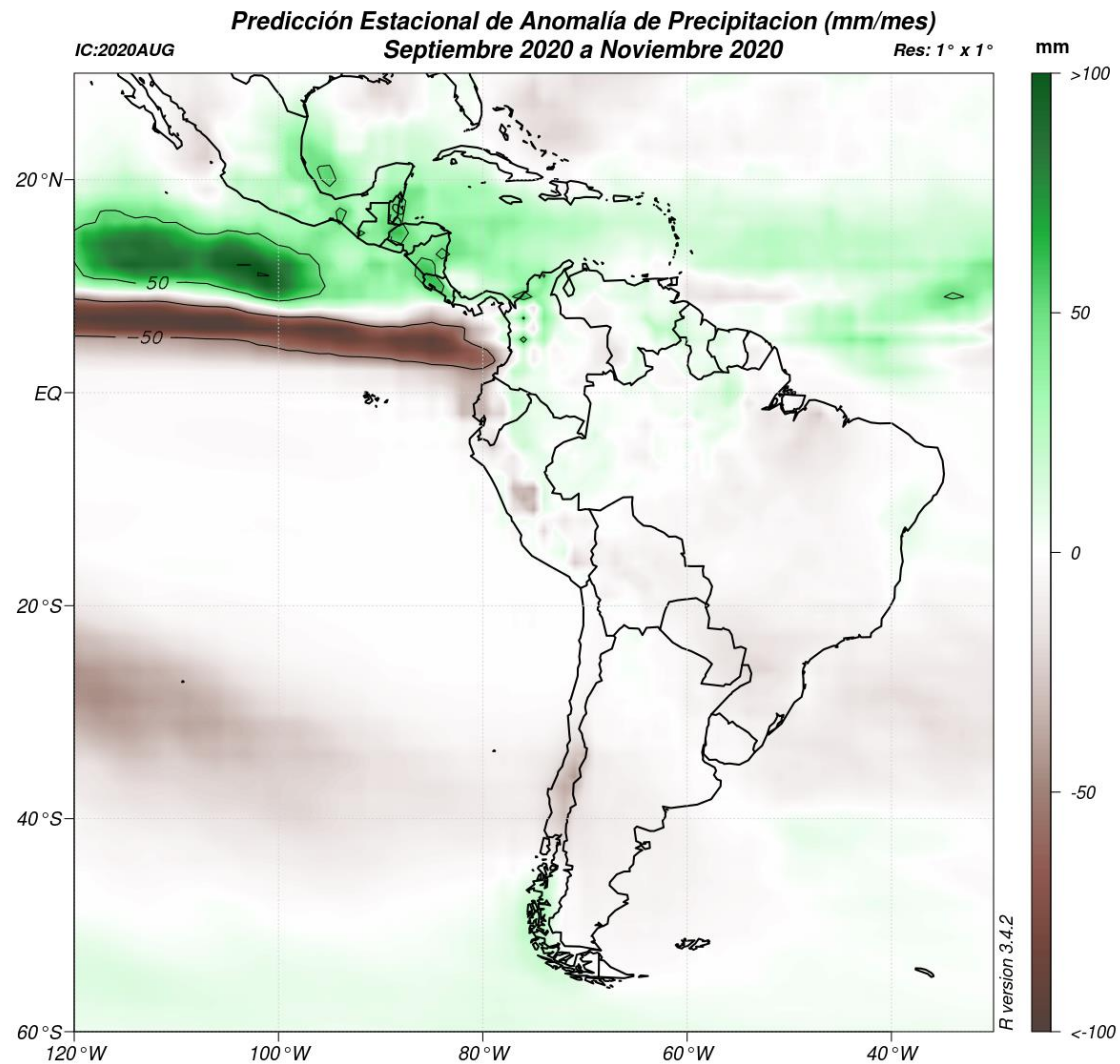 Predicción Estacional de Anomalía de Precipitacion (mm/mes)
IC:2020AUG
Septiembre 2020 a Noviembre 2020
Res: 1° x 1°
mm
>100
50
0
-50
<-100
20°N
EQ
20°S
40°S
60°S
120°W
100°W
80°W
60°W
40°W
50
-50
R version 3.4.2